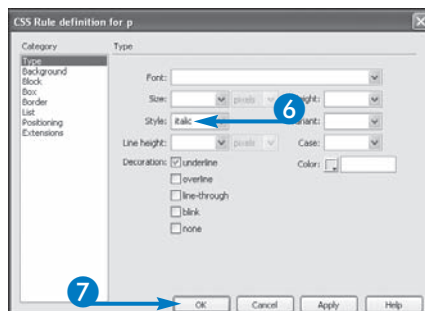 CSS Rule definition for p
Category
Type
Type
Background
Block
Box
Border
List
Positioning
Extensions
Font:
Size: pixels
Style: italic 6
Line height: pixels Case:
Decoration: underline Color:
overline
line-through
blink
none
7 OK Cancel Apply Help